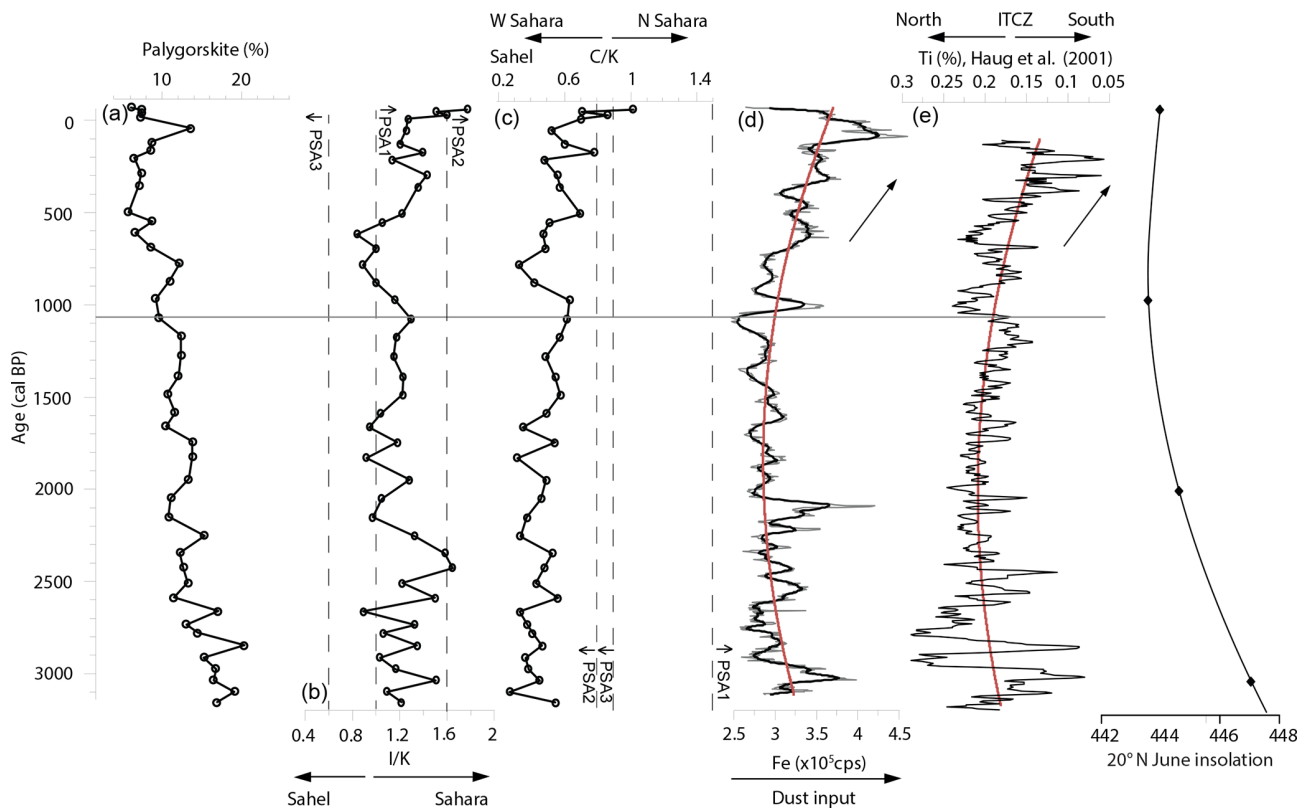 W Sahara N Sahara
North ITCZ South
Palygorskite (%)
Sahel C/K
Ti (%), Haug et al. (2001)
10 20
0.2 0.6 1 1.4
0.3 0.25 0.2 0.15 0.1 0.05
(a) (c) (d) (e)
PSA3
PSA1
PSA2
0
500
1000
1500
2000
2500
3000
Age (cal BP)
PSA2
PSA3
PSA1
(b)
0.4 0.8 1.2 1.6 2
I/K
Sahel Sahara
2.5 3 3.5 4 4.5
Fe (x10⁵cps)
Dust input
442 444 446 448
20° N June insolation